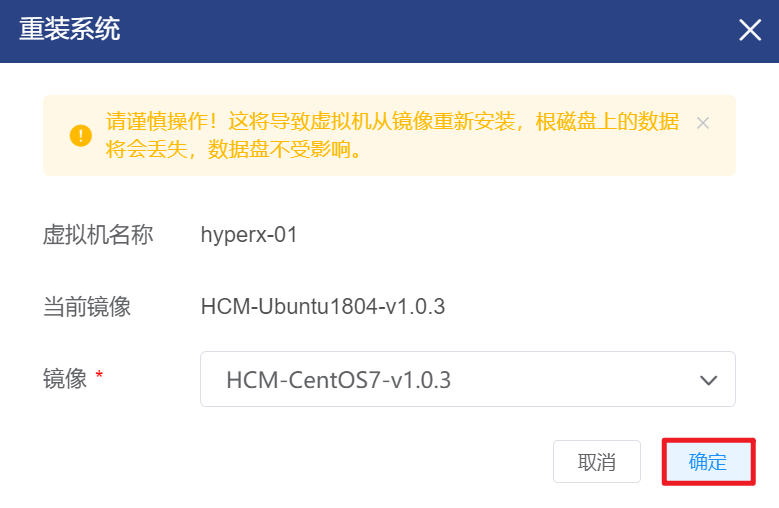 重装系统
请谨慎操作！这将导致虚拟机从镜像重新安装，根磁盘上的数据
将会丢失，数据盘不受影响。
虚拟机名称 hyperx-01
当前镜像 HCM-Ubuntu1804-v1.0.3
镜像 * HCM-CentOS7-v1.0.3
取消 确定